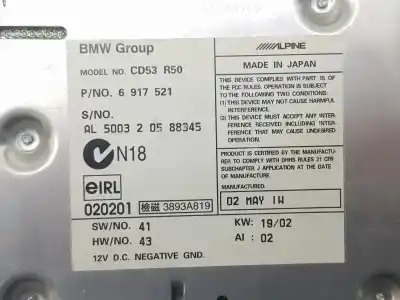 BMW Group
MODEL NO. CD53 R50
P/NO. 6 917 521
S/NO.
AL 5003 2 05 88345
N18
eIRL
020201 檢磁 3893A819
SW/NO. 41
HW/NO. 43
12V D.C. NEGATIVE GND.
ALPINE
MADE IN JAPAN
THIS DEVICE COMPLIES WITH PART 15 OF
THE FCC RULES. OPERATION IS SUBJECT
TO THE FOLLOWING TWO CONDITIONS:
(1) THIS DEVICE MAY NOT CAUSE HARMFUL
INTERFERENCE.
(2) THIS DEVICE MUST ACCEPT ANY INTER-
FERENCE RECEIVED INCLUDING INTER-
FERENCE THAT MAY CAUSE UNDESIRED
OPERATION.
PRODUCT IS CERTIFIED BY THE MANUFACTU-
RER TO COMPLY WITH DHHS RULES 21 CFR
SUBCHAPTER J APPLICATION AT THE DATE OF
MANUFACTURE.
02 MAY 1W
KW: 19/02
AI : 02